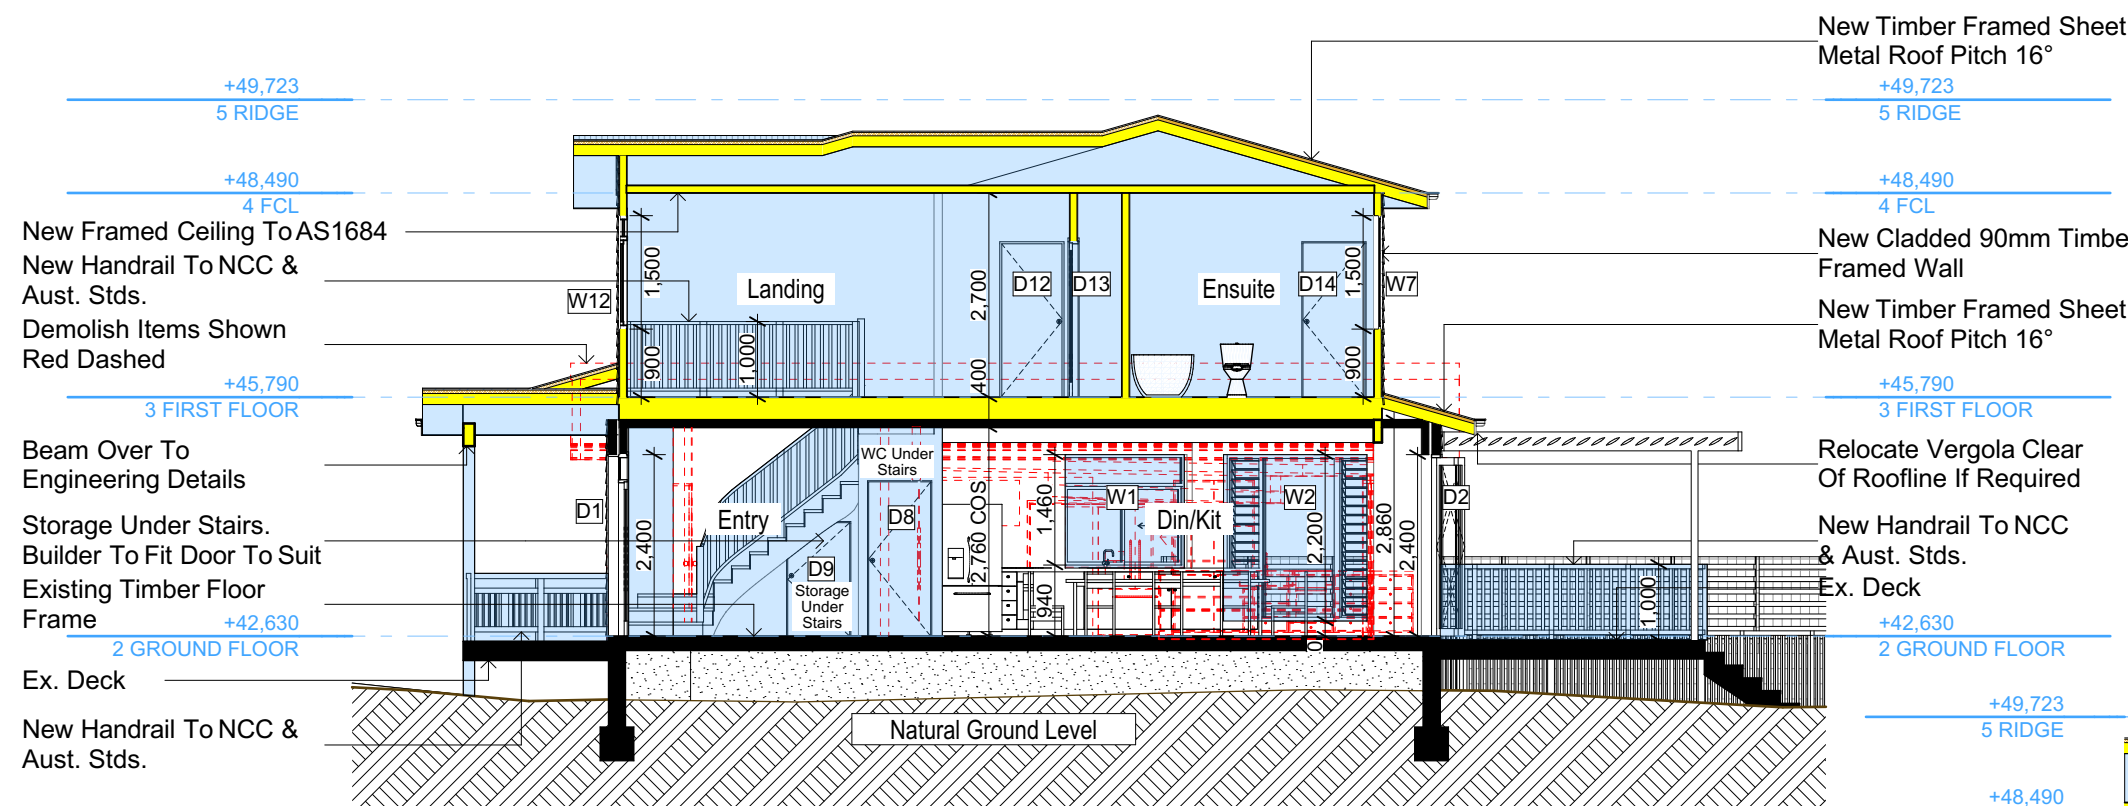 New Timber Framed Sheet
Metal Roof Pitch 16°
+49,723
5 RIDGE
+49,723
5 RIDGE
+48,490
4 FCL
+48,490
4 FCL
New Framed Ceiling To AS1684
New Handrail To NCC &
Aust. Stds.
W12
Demolish Items Shown
Red Dashed
+45,790
3 FIRST FLOOR
1,500
900
Landing
1,000
2,700
400
D12
D13
Ensuite
D14
1,500
900
W7
New Cladded 90mm Timbe
Framed Wall
New Timber Framed Sheet
Metal Roof Pitch 16°
+45,790
3 FIRST FLOOR
Beam Over To
Engineering Details
Storage Under Stairs.
Builder To Fit Door To Suit
Existing Timber Floor
Frame
+42,630
2 GROUND FLOOR
Ex. Deck
New Handrail To NCC &
Aust. Stds.
D1
2,400
Entry
WC Under
Stairs
D8
D9
Storage
Under
Stairs
2,760 COS
1,460
940
W1
Din/Kit
W2
2,200
0
2,860
2,400
D2
1,000
Relocate Vergola Clear
Of Roofline If Required
New Handrail To NCC
& Aust. Stds.
Ex. Deck
+42,630
2 GROUND FLOOR
Natural Ground Level
+49,723
5 RIDGE
+48,490